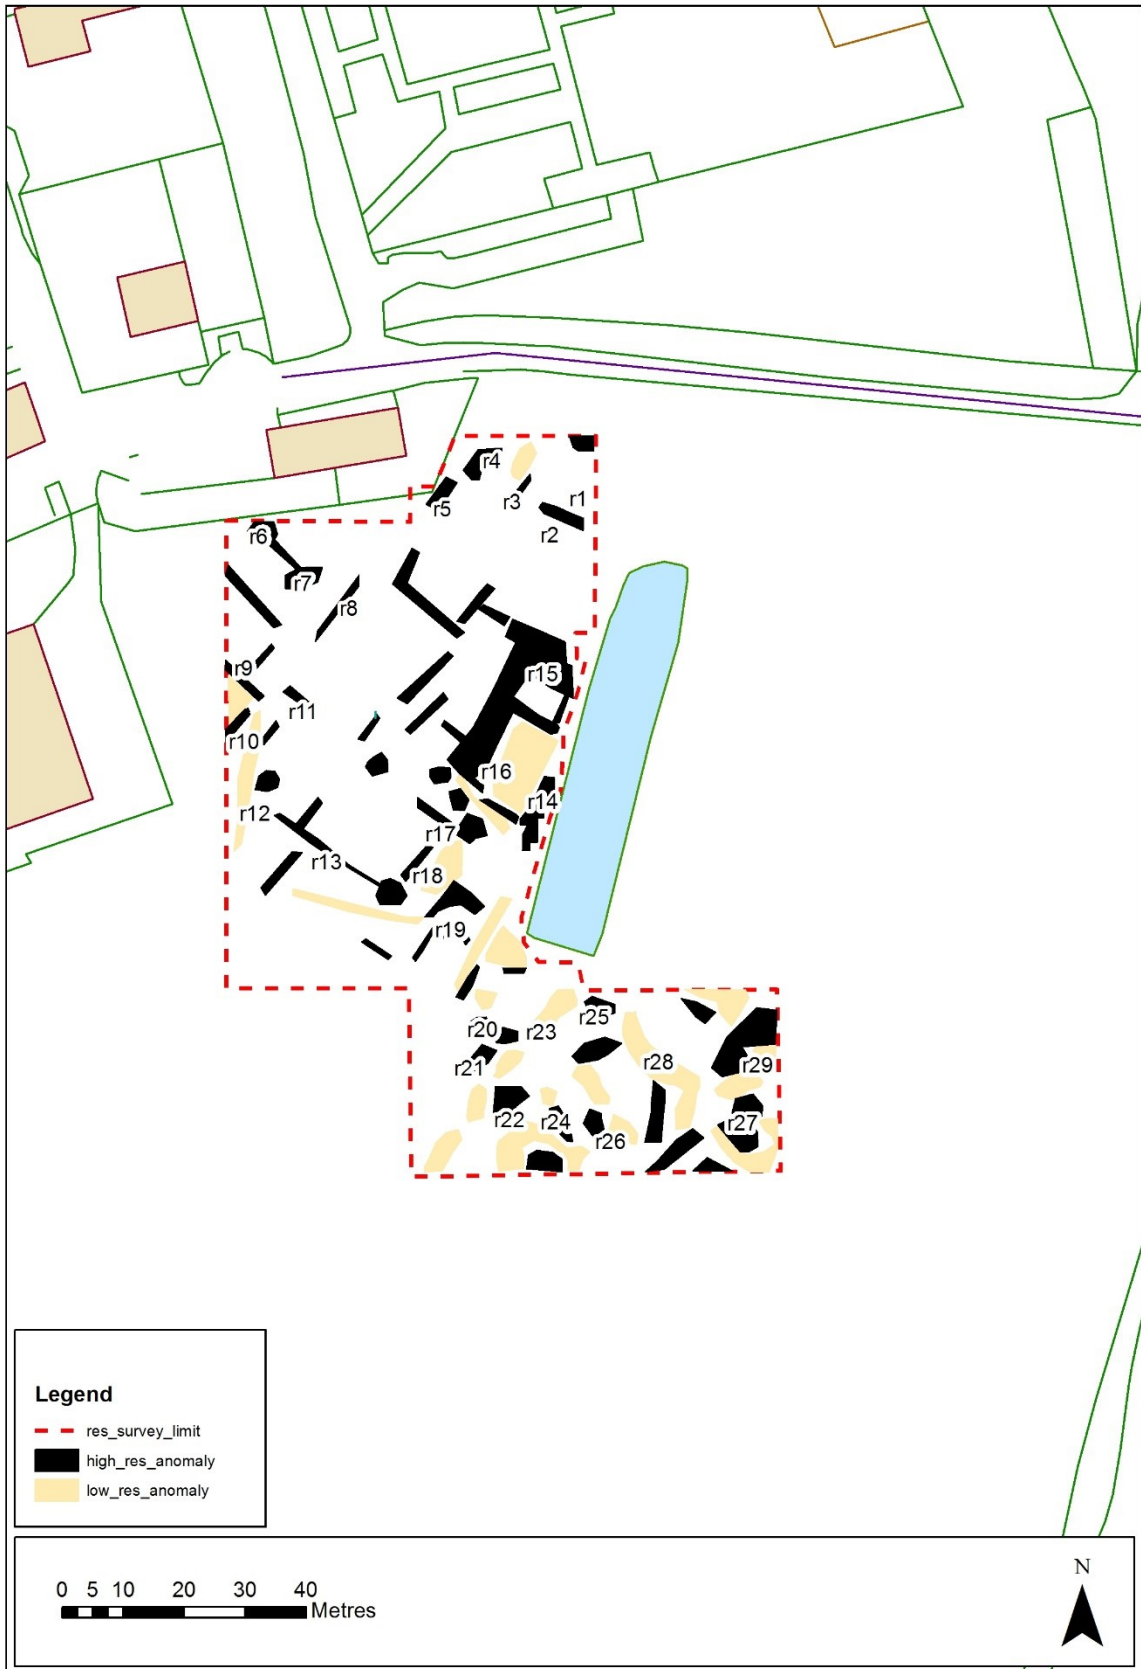 r4
r3
r1
r5
r2
r6
r7
r8
r15
r9
r11
r10
r16
r14
r12
r17
r13
r18
r19
r25
r20
r23
r28
r29
r21
r22
r24
r27
r26
Legend
res_survey_limit
high_res_anomaly
low_res_anomaly
0 5 10 20 30 40
Metres
N